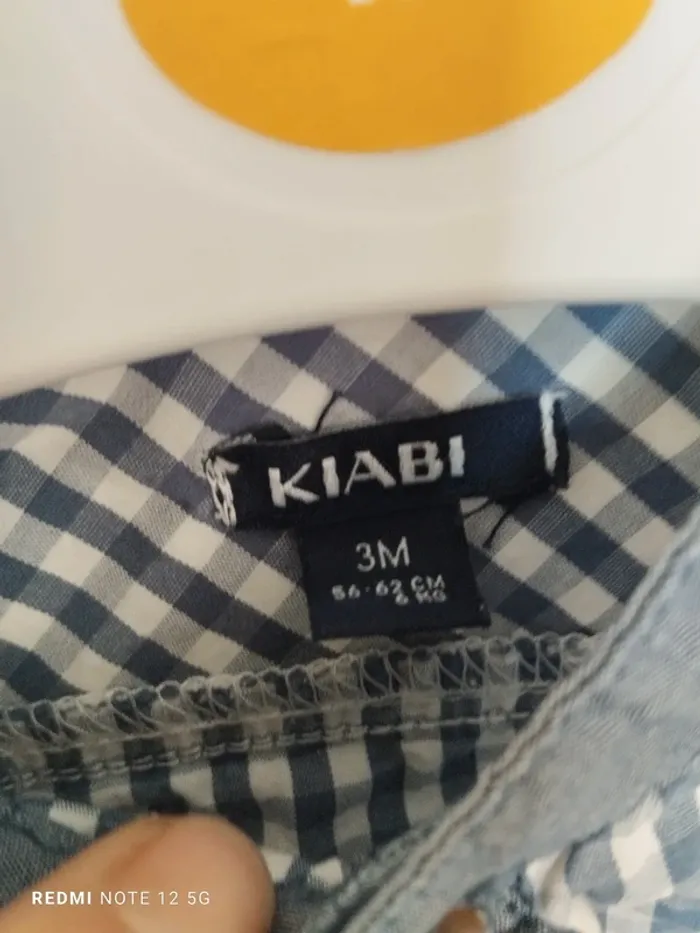 KIABI
3M
56-62 CM
6 KG
REDMI NOTE 12 5G